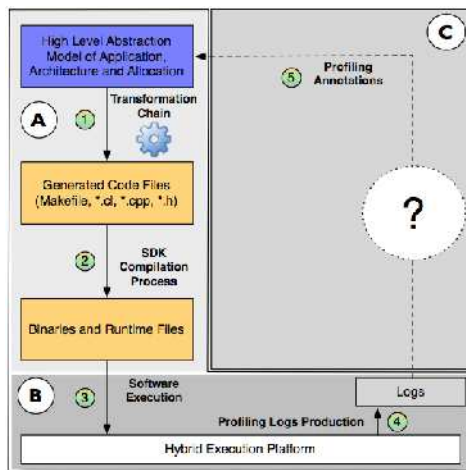 High Level Abstraction
Model of Application,
Architecture and Allocation
C
5
Profiling
Annotations
A
1
Transformation
Chain
Generated Code Files
(Makefile, *.cl, *.cpp, *.h)
?
2
SDK
Compilation
Process
Binaries and Runtime Files
B
3
Software
Execution
Logs
Profiling Logs Production
4
Hybrid Execution Platform